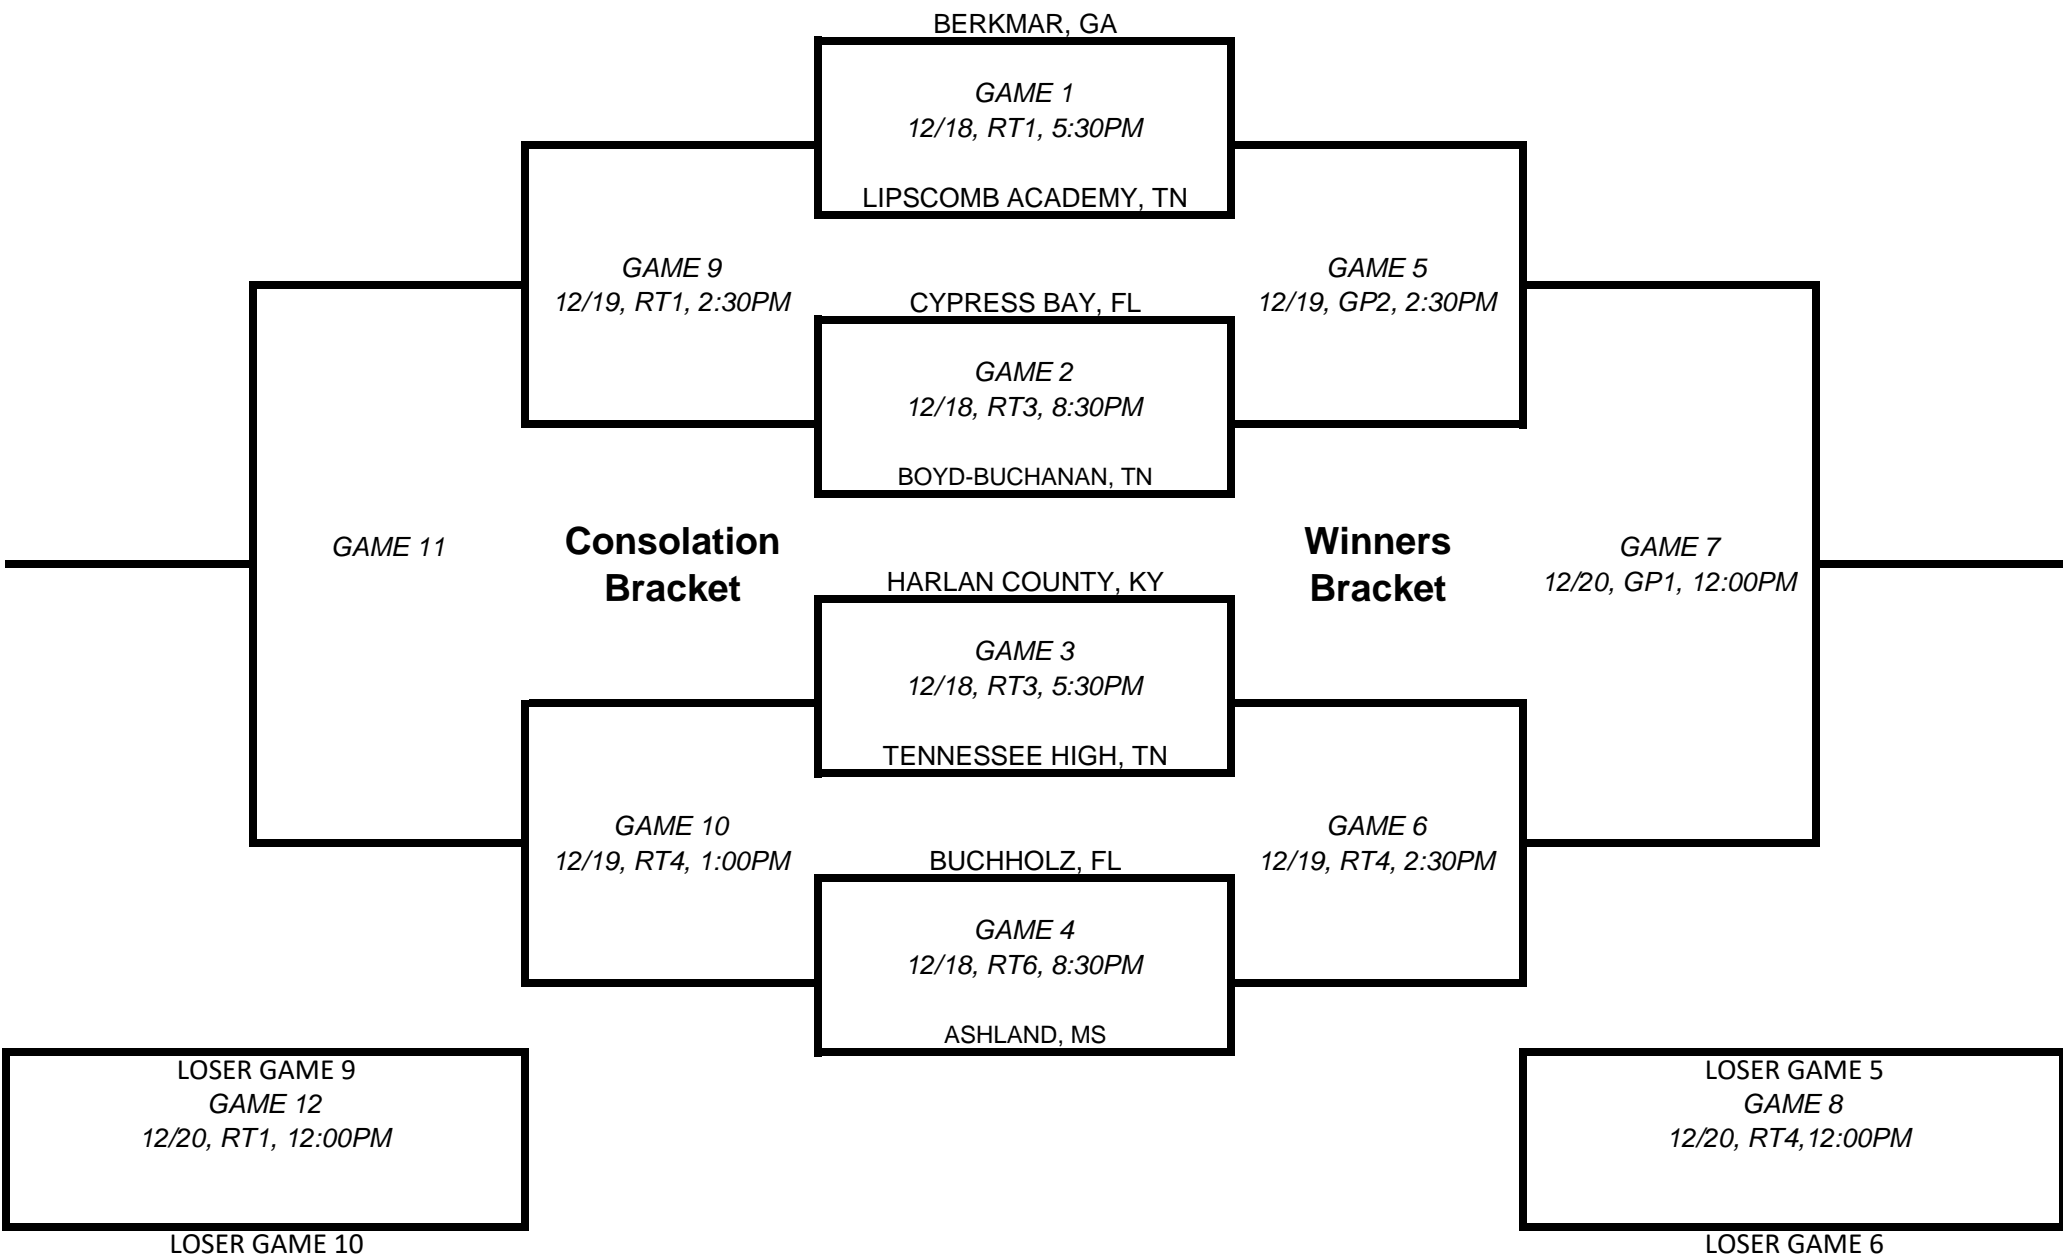 BERKMAR, GA
GAME 1
12/18, RT1, 5:30PM
LIPSCOMB ACADEMY, TN
GAME 9
12/19, RT1, 2:30PM
GAME 5
12/19, GP2, 2:30PM
CYPRESS BAY, FL
GAME 2
12/18, RT3, 8:30PM
BOYD-BUCHANAN, TN
GAME 11
Consolation
Bracket
Winners
Bracket
GAME 7
12/20, GP1, 12:00PM
HARLAN COUNTY, KY
GAME 3
12/18, RT3, 5:30PM
TENNESSEE HIGH, TN
GAME 10
12/19, RT4, 1:00PM
GAME 6
12/19, RT4, 2:30PM
BUCHHOLZ, FL
GAME 4
12/18, RT6, 8:30PM
ASHLAND, MS
LOSER GAME 9
GAME 12
12/20, RT1, 12:00PM
LOSER GAME 10
LOSER GAME 5
GAME 8
12/20, RT4,12:00PM
LOSER GAME 6